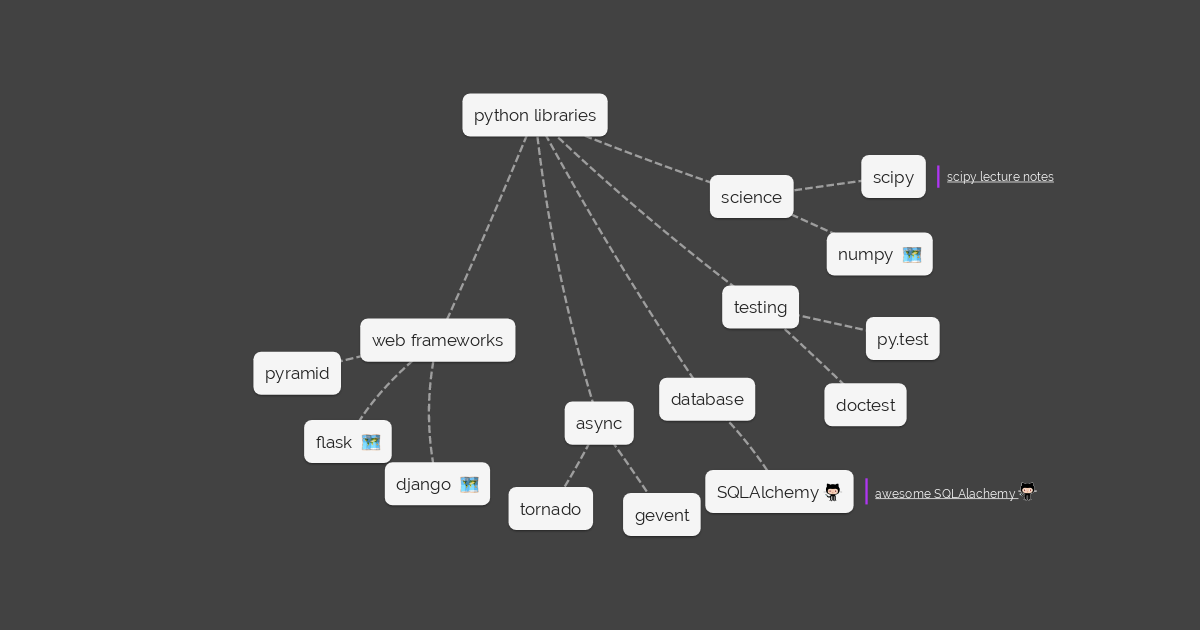 python libraries
science
scipy
scipy lecture notes
numpy
testing
py.test
doctest
web frameworks
pyramid
flask
django
async
tornado
gevent
database
SQLAlchemy
awesome SQLAlachemy